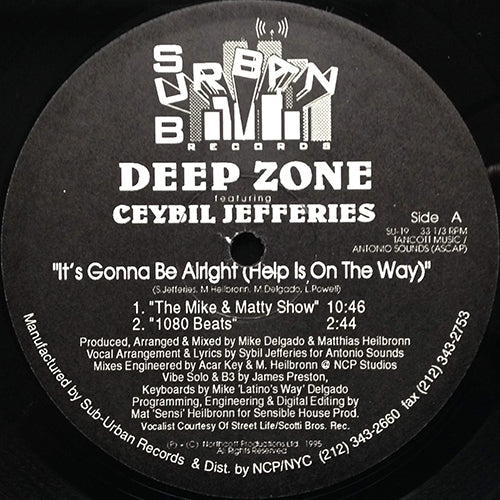 SUB URBAN
RECORDS
DEEP ZONE
featuring
CEYBIL JEFFERIES
Side A
SU-19 33 1/3 RPM
TANCOTT MUSIC /
ANTONIO SOUNDS (ASCAP)
"It's Gonna Be Alright (Help Is On The Way)"
(S.Jefferies, M.Heilbronn, M.Delgado, L.Powell)
1. "The Mike & Matty Show" 10:46
2. "1080 Beats" 2:44
Produced, Arranged & Mixed by Mike Delgado & Matthias Heilbronn
Vocal Arrangement & Lyrics by Sybil Jefferies for Antonio Sounds
Mixes Engineered by Acar Key & M. Heilbronn @ NCP Studios
Vibe Solo & B3 by James Preston,
Keyboards by Mike 'Latino's Way' Delgado
Programming, Engineering & Digital Editing by
Mat 'Sensi' Heilbronn for Sensible House Prod.
Vocalist Courtesy Of Street Life/Scotti Bros. Rec.
(P) + (C) Northcott Productions Ltd. 1995
All Rights Reserved
Manufactured by Sub-Urban Records & Dist. by NCP/NYC (212) 343-2660 fax (212) 343-2753